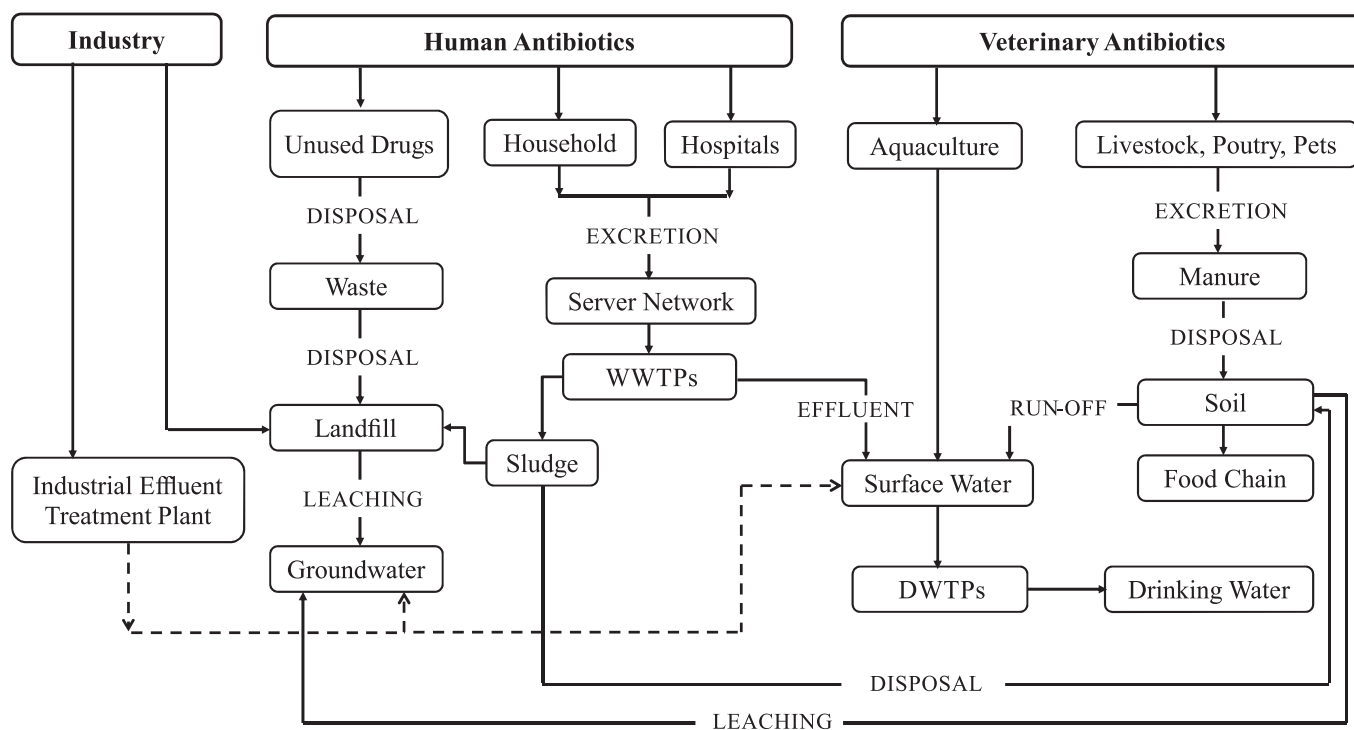 Industry
Human Antibiotics
Veterinary Antibiotics
Unused Drugs
Household
Hospitals
Aquaculture
Livestock, Poutry, Pets
DISPOSAL
EXCRETION
EXCRETION
Waste
Server Network
Manure
DISPOSAL
DISPOSAL
WWTPs
EFFLUENT
RUN-OFF
Soil
Landfill
Sludge
Industrial Effluent
Treatment Plant
LEACHING
Surface Water
Food Chain
Groundwater
DWTPs
Drinking Water
DISPOSAL
LEACHING